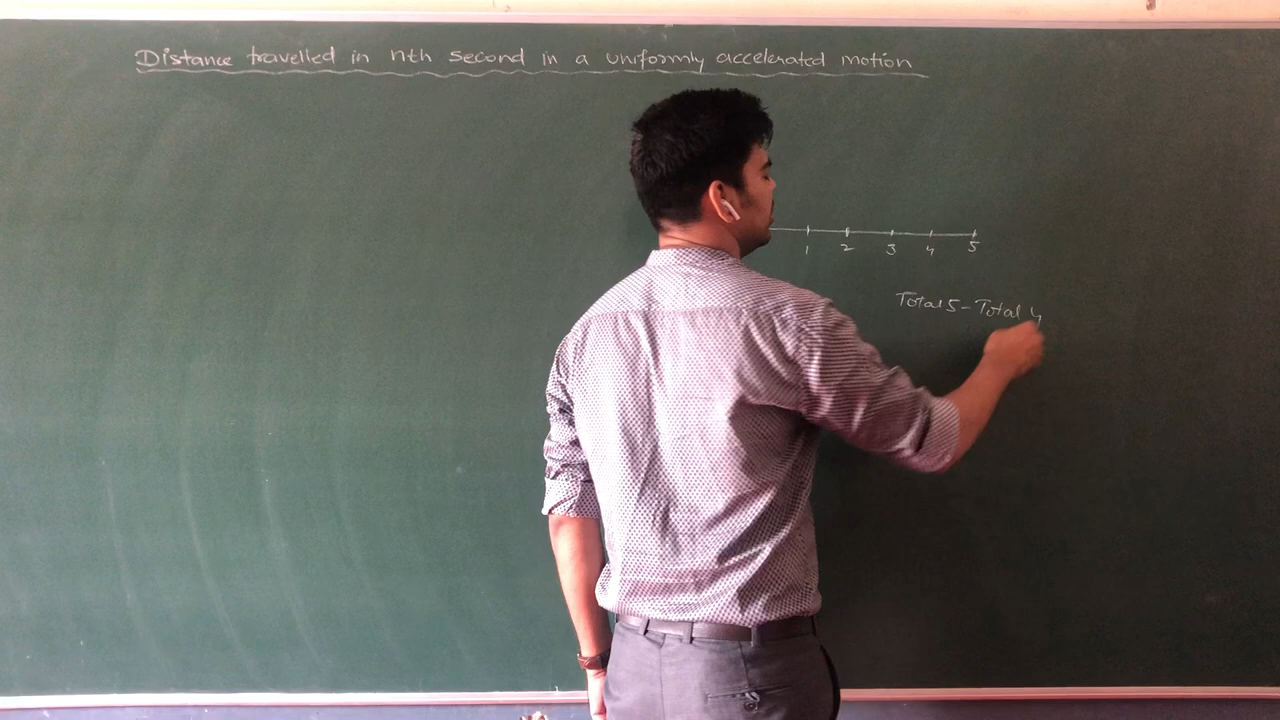 Distance travelled in nth second in a uniformly accelerated motion
1 2 3 4 5
Total 5 - Total 4